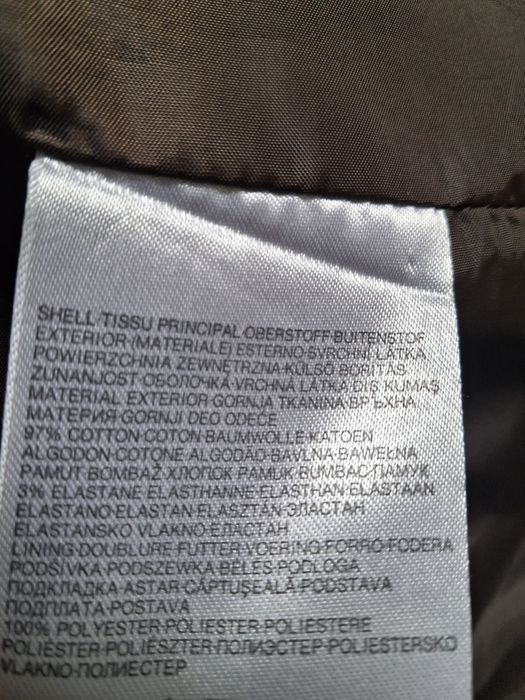 SHELL·TISSU PRINCIPAL·OBERSTOFF·BUITENSTOF
EXTERIOR·(MATERIALE) ESTERNO·SVRCHNÍ LÁTKA
POWIERZCHNIA ZEWNĘTRZNA·KÜLSŐ BORÍTÁS
ZUNANJOST·ОБОЛОЧКА·VRCHNÁ LÁTKA DIŞ KUMAŞ
MATERIAL EXTERIOR·GORNJA TKANINA·ВРЪХНА
МАТЕРИЯ·GORNJI DEO ODEĆE
97% COTTON·COTON·BAUMWOLLE·KATOEN
ALGODÓN·COTONE·ALGODÃO·BAVLNA·BAWEŁNA
PAMUT·BOMBAŽ·ХЛОПОК·PAMUK·BUMBAC·ПАМУК
3% ELASTANE·ELASTHANNE·ELASTHAN·ELASTAAN
ELASTANO·ELASTAN·ELASZTÁN·ЭЛАСТАН
ELASTANSKO VLAKNO·ЕЛАСТАН
LINING·DOUBLURE·FUTTER·VOERING·FORRO·FODERA
PODŠÍVKA·PODSZEWKA·BÉLÉS·PODLOGA
ПОДКЛАДКА·ASTAR·CĂPTUŞEALĂ·PODSTAVA
ПОДПЛАТА·POSTAVA
100% POLYESTER·POLIESTER·POLIESTERE
POLIÉSTER·POLIÉSZTER·ПОЛИЭСТЕР·POLIESTERSKO
VLAKNO·ПОЛИЕСТЕР